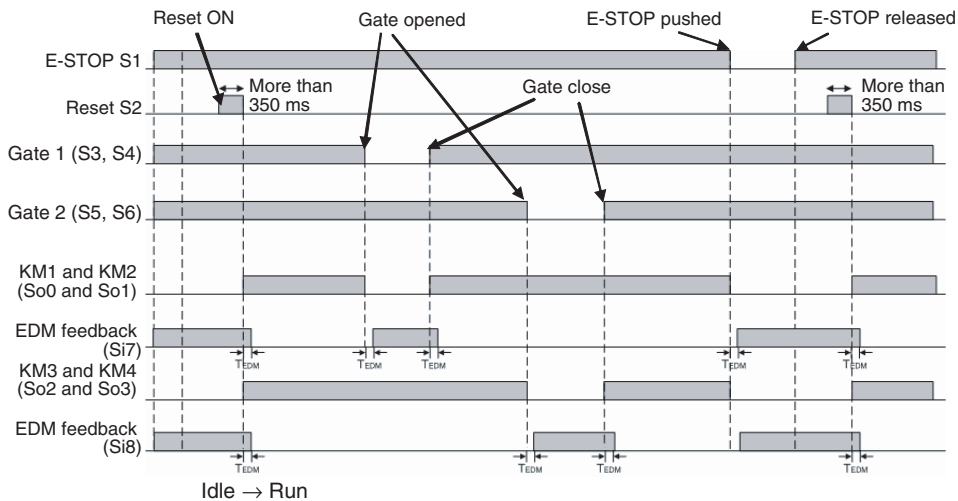 Gate opened
E-STOP pushed
E-STOP released
Reset ON
E-STOP S1
More than
350 ms
Gate close
More than
350 ms
Reset S2
Gate 1 (S3, S4)
Gate 2 (S5, S6)
KM1 and KM2
(So0 and So1)
EDM feedback
(Si7)
TEDM
TEDM
TEDM
TEDM
TEDM
KM3 and KM4
(So2 and So3)
EDM feedback
(Si8)
TEDM
TEDM
TEDM
TEDM
Idle → Run